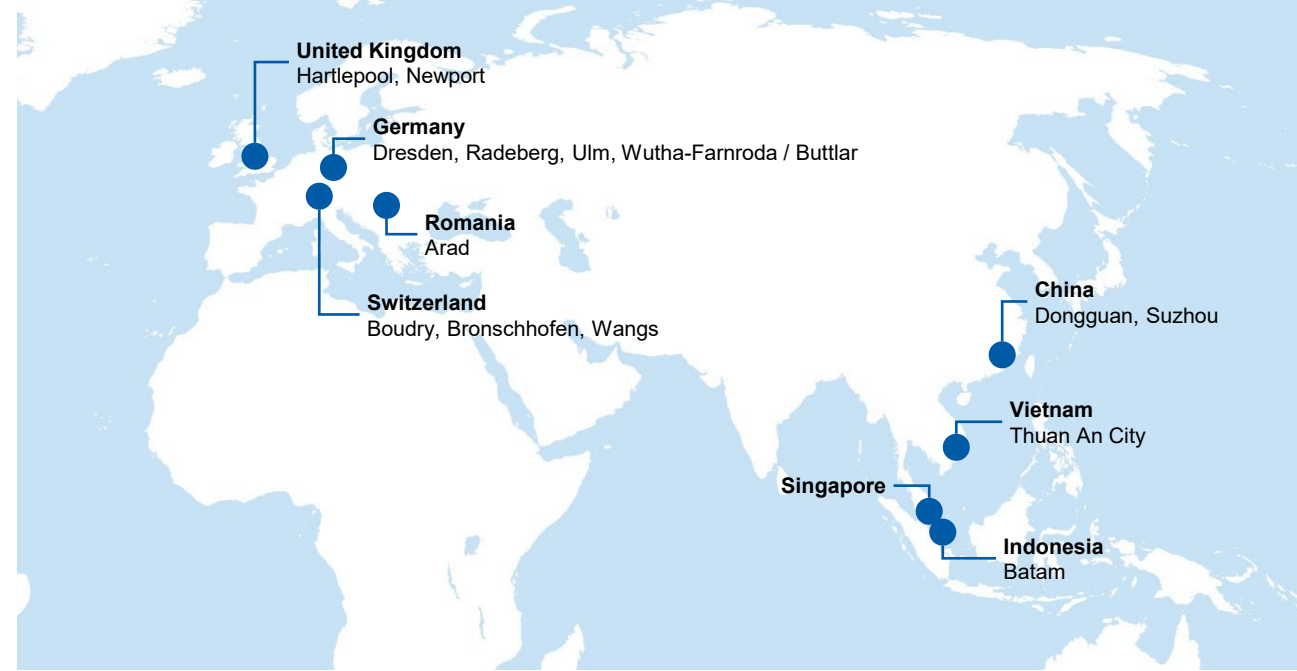 United Kingdom
Hartlepool, Newport
Germany
Dresden, Radeberg, Ulm, Wutha-Farnroda / Buttlar
Romania
Arad
Switzerland
Boudry, Bronschhofen, Wangs
China
Dongguan, Suzhou
Vietnam
Thuan An City
Singapore
Indonesia
Batam